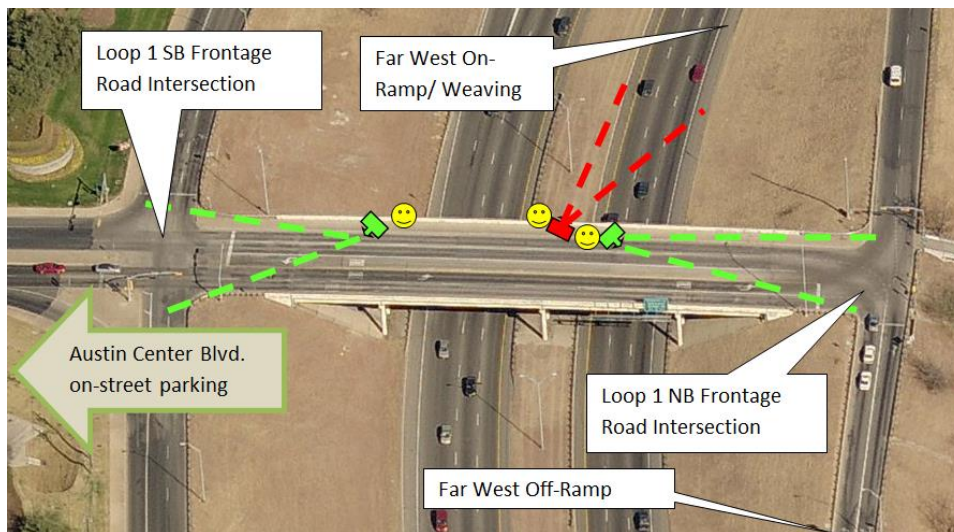 Loop 1 SB Frontage
Road Intersection
Far West On-
Ramp/ Weaving
Austin Center Blvd.
on-street parking
Loop 1 NB Frontage
Road Intersection
Far West Off-Ramp